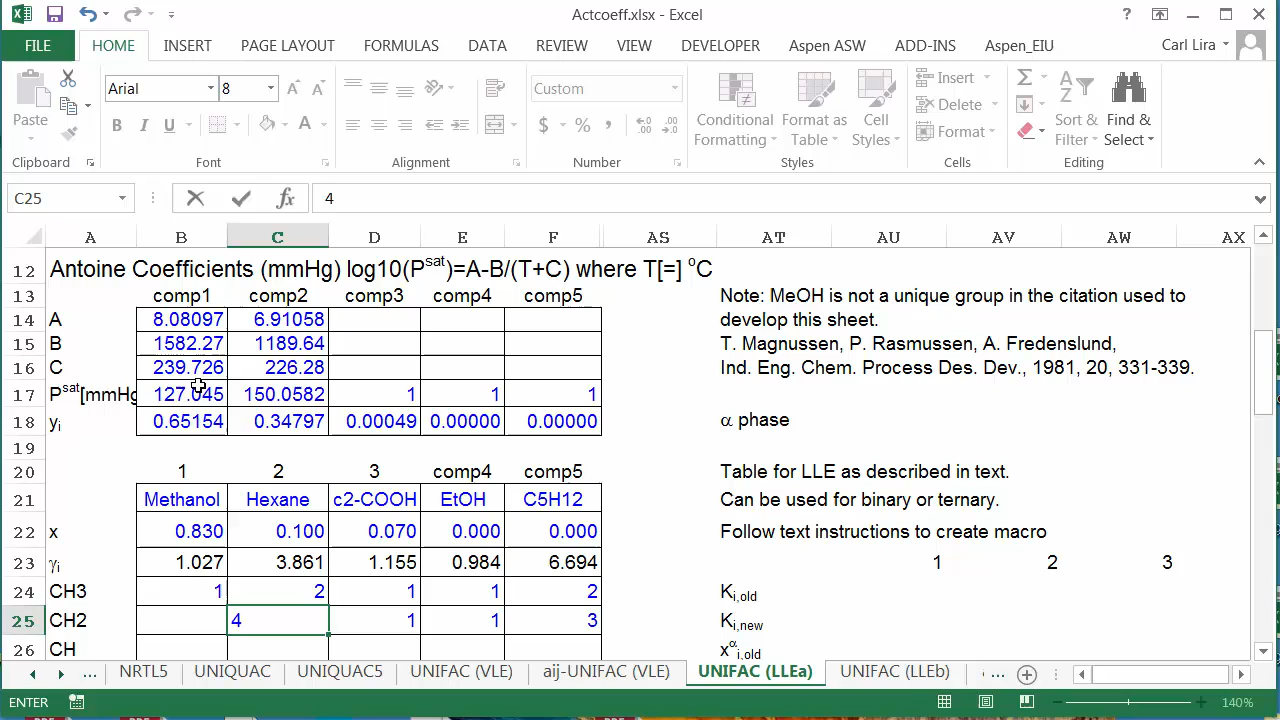 Actcoeff.xlsx - Excel
FILE HOME INSERT PAGE LAYOUT FORMULAS DATA REVIEW VIEW DEVELOPER Aspen ASW ADD-INS Aspen_EIU Carl Lira
Paste
Arial 8
B I U A
Custom
$ % ,
Conditional Formatting
Format as Table
Cell Styles
Insert
Delete
Format
Sort & Filter
Find & Select
Clipboard Font Alignment Number Styles Cells Editing
C25 fx 4
A B C D E F AS AT AU AV AW AX
12 Antoine Coefficients (mmHg) log10(Psat)=A-B/(T+C) where T[=] oC
13 comp1 comp2 comp3 comp4 comp5 Note: MeOH is not a unique group in the citation used to
14 A 8.08097 6.91058 develop this sheet.
15 B 1582.27 1189.64 T. Magnussen, P. Rasmussen, A. Fredenslund,
16 C 239.726 226.28 Ind. Eng. Chem. Process Des. Dev., 1981, 20, 331-339.
17 Psat[mmHg 127.045 150.0582 1 1 1
18 yi 0.65154 0.34797 0.00049 0.00000 0.00000 α phase
19
20 1 2 3 comp4 comp5 Table for LLE as described in text.
21 Methanol Hexane c2-COOH EtOH C5H12 Can be used for binary or ternary.
22 x 0.830 0.100 0.070 0.000 0.000 Follow text instructions to create macro
23 γi 1.027 3.861 1.155 0.984 6.694 1 2 3
24 CH3 1 2 1 1 2 Ki,old
25 CH2 4 1 1 3 Ki,new
26 CH xαi,old
... NRTL5 UNIQUAC UNIQUAC5 UNIFAC (VLE) aij-UNIFAC (VLE) UNIFAC (LLEa) UNIFAC (LLEb) ...
ENTER 140%